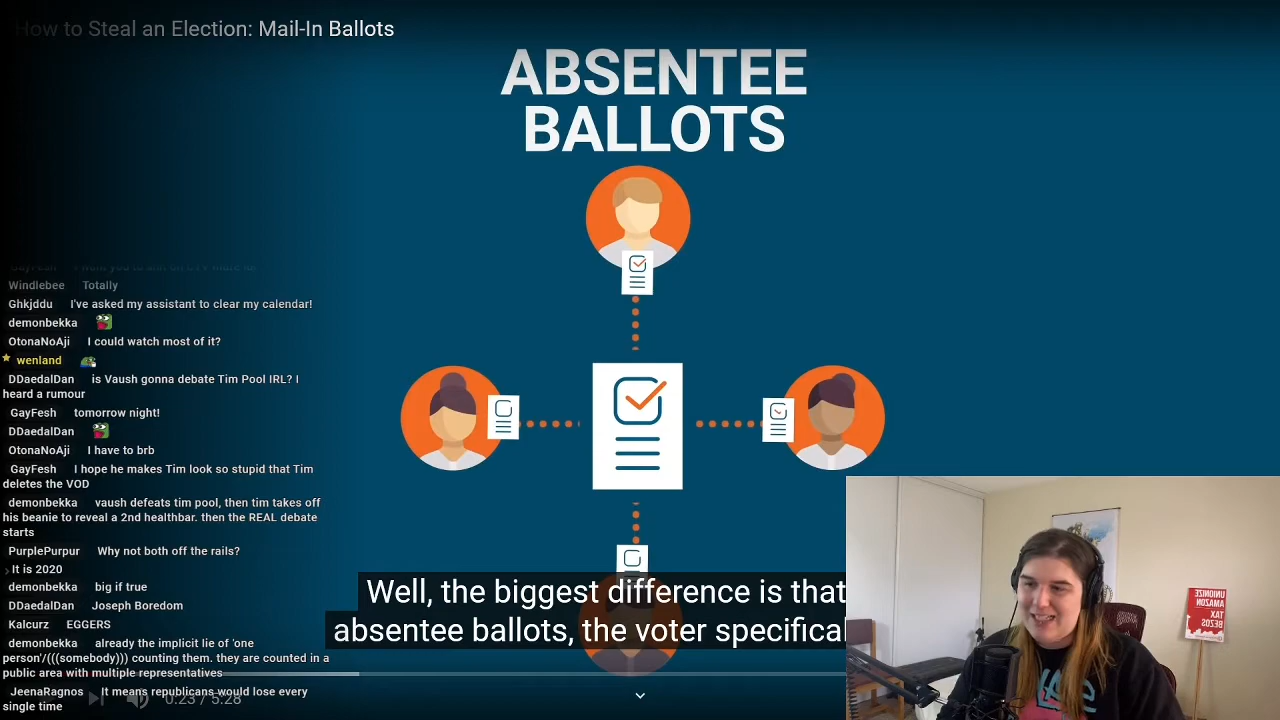 How to Steal an Election: Mail-In Ballots
ABSENTEE
BALLOTS
Windlebee Totally
Ghkjddu I've asked my assistant to clear my calendar!
demonbekka
OtonaNoAji I could watch most of it?
wenland
DDaedalDan is Vaush gonna debate Tim Pool IRL? I
heard a rumour
GayFesh tomorrow night!
DDaedalDan
OtonaNoAji I have to brb
GayFesh I hope he makes Tim look so stupid that Tim
deletes the VOD
demonbekka vaush defeats tim pool, then tim takes off
his beanie to reveal a 2nd healthbar. then the REAL debate
starts
PurplePurpur Why not both off the rails?
It is 2020
demonbekka big if true
DDaedalDan Joseph Boredom
Kalcurz EGGERS
demonbekka already the implicit lie of 'one
person'/(((somebody))) counting them. they are counted in a
public area with multiple representatives
JeenaRagnos It means republicans would lose every
single time
0:23 / 5:28
Well, the biggest difference is that
absentee ballots, the voter specifical
UNIONIZE
AMAZON
TAX
BEZOS